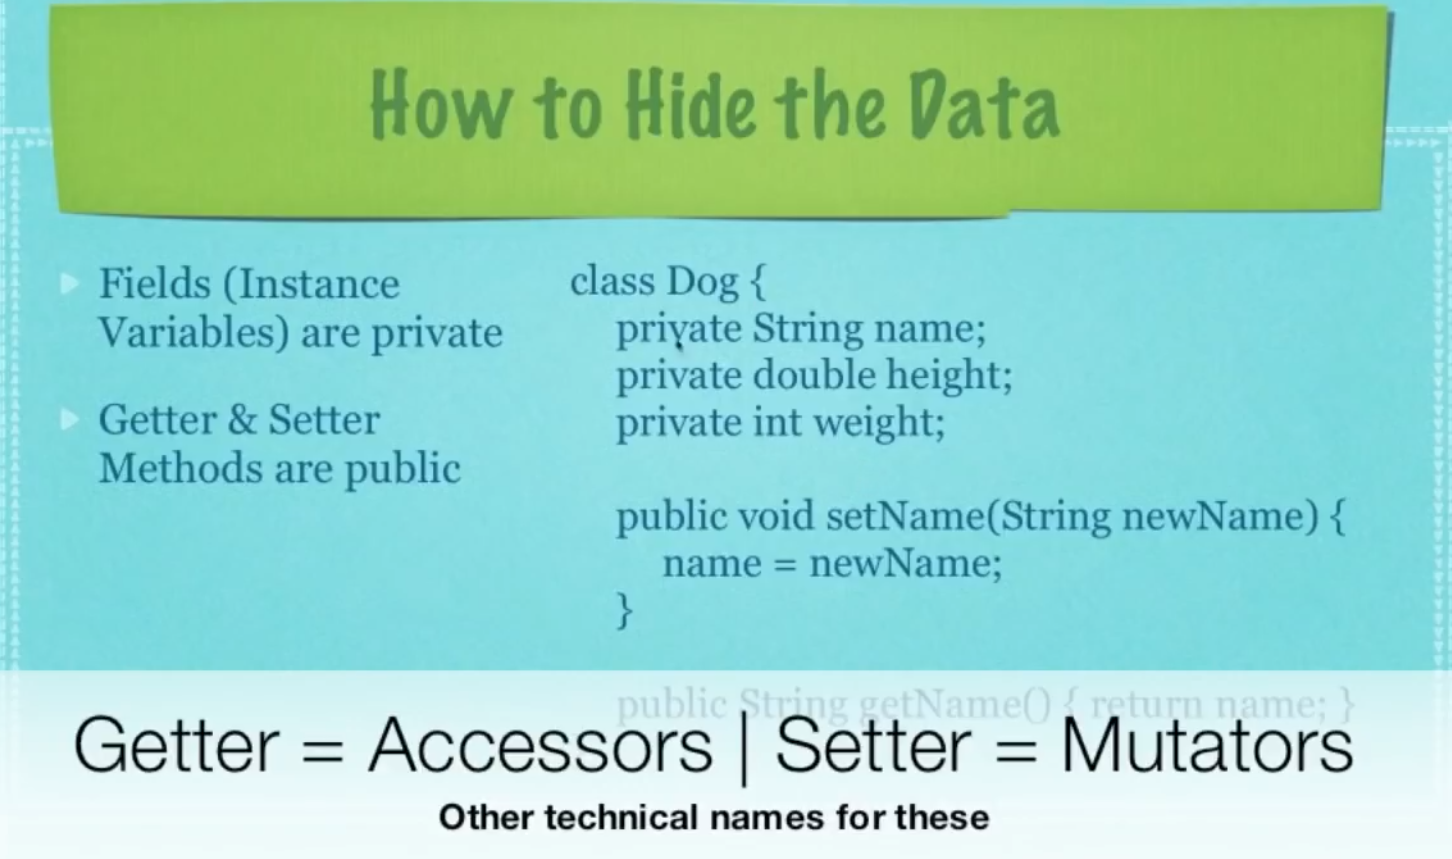 How to Hide the Data
Fields (Instance
Variables) are private
Getter & Setter
Methods are public
class Dog {
private String name;
private double height;
private int weight;
public void setName(String newName) {
name = newName;
}
public String getName() { return name; }
Getter = Accessors | Setter = Mutators
Other technical names for these